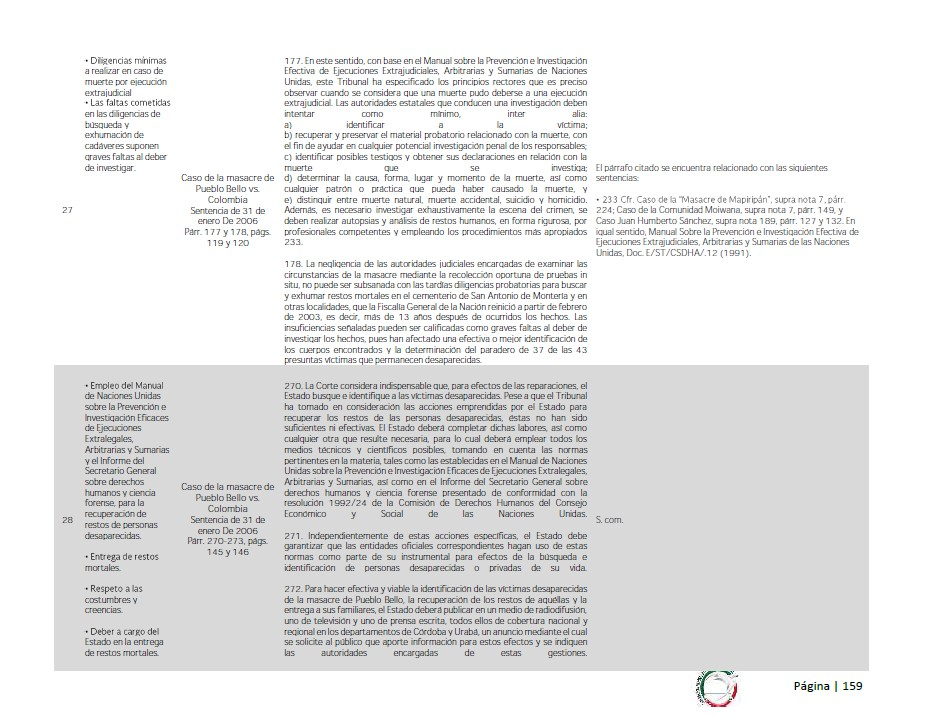 • Diligencias mínimas
a realizar en caso de
muerte por ejecución
extrajudicial
• Las faltas cometidas
en las diligencias de
búsqueda y
exhumación de
cadáveres suponen
graves faltas al deber
de investigar.
27
Caso de la masacre de
Pueblo Bello vs.
Colombia
Sentencia de 31 de
enero De 2006
Párr. 177 y 178, págs.
119 y 120
177. En este sentido, con base en el Manual sobre la Prevención e Investigación
Efectiva de Ejecuciones Extrajudiciales, Arbitrarias y Sumarias de Naciones
Unidas, este Tribunal ha especificado los principios rectores que es preciso
observar cuando se considera que una muerte pudo deberse a una ejecución
extrajudicial. Las autoridades estatales que conducen una investigación deben
intentar como mínimo, inter alia:
a) identificar a la víctima;
b) recuperar y preservar el material probatorio relacionado con la muerte, con
el fin de ayudar en cualquier potencial investigación penal de los responsables;
c) identificar posibles testigos y obtener sus declaraciones en relación con la
muerte que se investiga;
d) determinar la causa, forma, lugar y momento de la muerte, así como
cualquier patrón o práctica que pueda haber causado la muerte, y
e) distinguir entre muerte natural, muerte accidental, suicidio y homicidio.
Además, es necesario investigar exhaustivamente la escena del crimen, se
deben realizar autopsias y análisis de restos humanos, en forma rigurosa, por
profesionales competentes y empleando los procedimientos más apropiados
233.
178. La negligencia de las autoridades judiciales encargadas de examinar las
circunstancias de la masacre mediante la recolección oportuna de pruebas in
situ, no puede ser subsanada con las tardías diligencias probatorias para buscar
y exhumar restos mortales en el cementerio de San Antonio de Montería y en
otras localidades, que la Fiscalía General de la Nación reinició a partir de febrero
de 2003, es decir, más de 13 años después de ocurridos los hechos. Las
insuficiencias señaladas pueden ser calificadas como graves faltas al deber de
investigar los hechos, pues han afectado una efectiva o mejor identificación de
los cuerpos encontrados y la determinación del paradero de 37 de las 43
presuntas víctimas que permanecen desaparecidas.
El párrafo citado se encuentra relacionado con las siguientes
sentencias:
• 233 Cfr. Caso de la "Masacre de Mapiripán", supra nota 7, párr.
224; Caso de la Comunidad Moiwana, supra nota 7, párr. 149, y
Caso Juan Humberto Sánchez, supra nota 189, párr. 127 y 132. En
igual sentido, Manual Sobre la Prevención e Investigación Efectiva de
Ejecuciones Extrajudiciales, Arbitrarias y Sumarias de las Naciones
Unidas, Doc. E/ST/CSDHA/.12 (1991).
• Empleo del Manual
de Naciones Unidas
sobre la Prevención e
Investigación Eficaces
de Ejecuciones
Extralegales,
Arbitrarias y Sumarias
y el Informe del
Secretario General
sobre derechos
humanos y ciencia
forense, para la
recuperación de
restos de personas
desaparecidas.
• Entrega de restos
mortales.
• Respeto a las
costumbres y
creencias.
• Deber a cargo del
Estado en la entrega
de restos mortales.
28
Caso de la masacre de
Pueblo Bello vs.
Colombia
Sentencia de 31 de
enero De 2006
Párr. 270-273, págs.
145 y 146
270. La Corte considera indispensable que, para efectos de las reparaciones, el
Estado busque e identifique a las víctimas desaparecidas. Pese a que el Tribunal
ha tomado en consideración las acciones emprendidas por el Estado para
recuperar los restos de las personas desaparecidas, éstas no han sido
suficientes ni efectivas. El Estado deberá completar dichas labores, así como
cualquier otra que resulte necesaria, para lo cual deberá emplear todos los
medios técnicos y científicos posibles, tomando en cuenta las normas
pertinentes en la materia, tales como las establecidas en el Manual de Naciones
Unidas sobre la Prevención e Investigación Eficaces de Ejecuciones Extralegales,
Arbitrarias y Sumarias, así como en el Informe del Secretario General sobre
derechos humanos y ciencia forense presentado de conformidad con la
resolución 1992/24 de la Comisión de Derechos Humanos del Consejo
Económico y Social de las Naciones Unidas.
271. Independientemente de estas acciones específicas, el Estado debe
garantizar que las entidades oficiales correspondientes hagan uso de estas
normas como parte de su instrumental para efectos de la búsqueda e
identificación de personas desaparecidas o privadas de su vida.
272. Para hacer efectiva y viable la identificación de las víctimas desaparecidas
de la masacre de Pueblo Bello, la recuperación de los restos de aquéllas y la
entrega a sus familiares, el Estado deberá publicar en un medio de radiodifusión,
uno de televisión y uno de prensa escrita, todos ellos de cobertura nacional y
regional en los departamentos de Córdoba y Urabá, un anuncio mediante el cual
se solicite al público que aporte información para estos efectos y se indiquen
las autoridades encargadas de estas gestiones.
S. com.
Página | 159